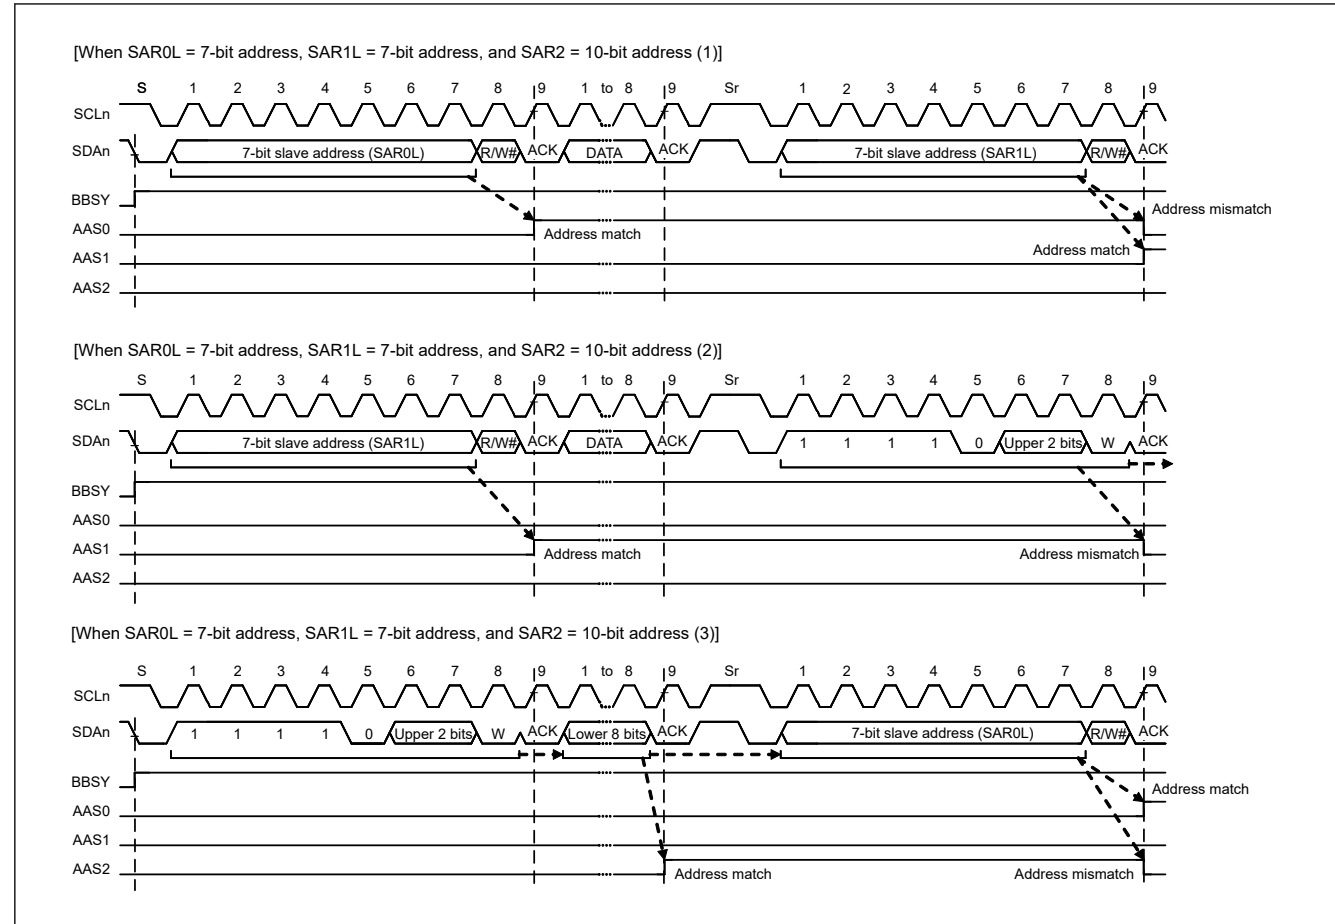 [When SAR0L = 7-bit address, SAR1L = 7-bit address, and SAR2 = 10-bit address (1)]
S 1 2 3 4 5 6 7 8 9 1 to 8 9 Sr 1 2 3 4 5 6 7 8 9
SCLn
SDAn 7-bit slave address (SAR0L) R/W# ACK DATA ACK 7-bit slave address (SAR1L) R/W# ACK
BBSY
Address mismatch
AAS0 Address match
Address match
AAS1
AAS2
[When SAR0L = 7-bit address, SAR1L = 7-bit address, and SAR2 = 10-bit address (2)]
S 1 2 3 4 5 6 7 8 9 1 to 8 9 Sr 1 2 3 4 5 6 7 8 9
SCLn
SDAn 7-bit slave address (SAR1L) R/W# ACK DATA ACK 1 1 1 1 0 Upper 2 bits W ACK
BBSY
AAS0
AAS1 Address match Address mismatch
AAS2
[When SAR0L = 7-bit address, SAR1L = 7-bit address, and SAR2 = 10-bit address (3)]
S 1 2 3 4 5 6 7 8 9 1 to 8 9 Sr 1 2 3 4 5 6 7 8 9
SCLn
SDAn 1 1 1 1 0 Upper 2 bits W ACK Lower 8 bits ACK 7-bit slave address (SAR0L) R/W# ACK
BBSY
Address match
AAS0
AAS1
AAS2 Address match Address mismatch